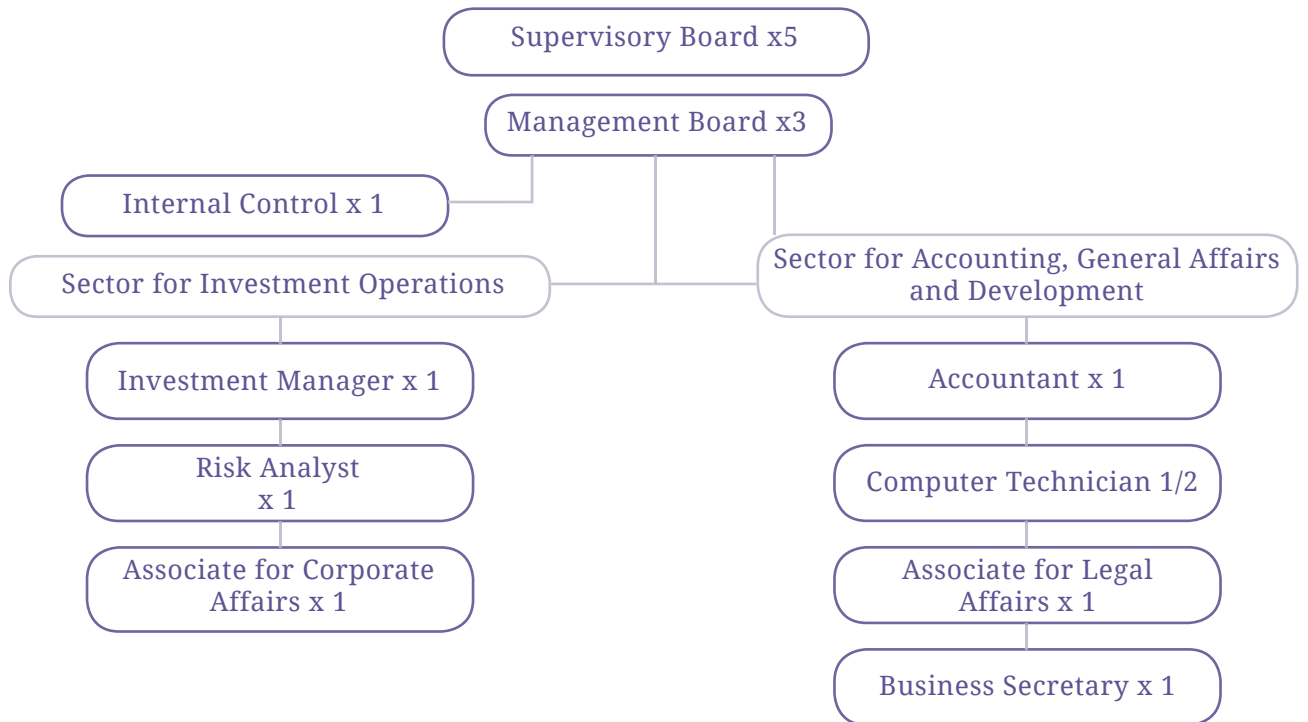 Supervisory Board x5
Management Board x3
Internal Control x 1
Sector for Investment Operations
Sector for Accounting, General Affairs
and Development
Investment Manager x 1
Accountant x 1
Risk Analyst
x 1
Computer Technician 1/2
Associate for Corporate
Affairs x 1
Associate for Legal
Affairs x 1
Business Secretary x 1